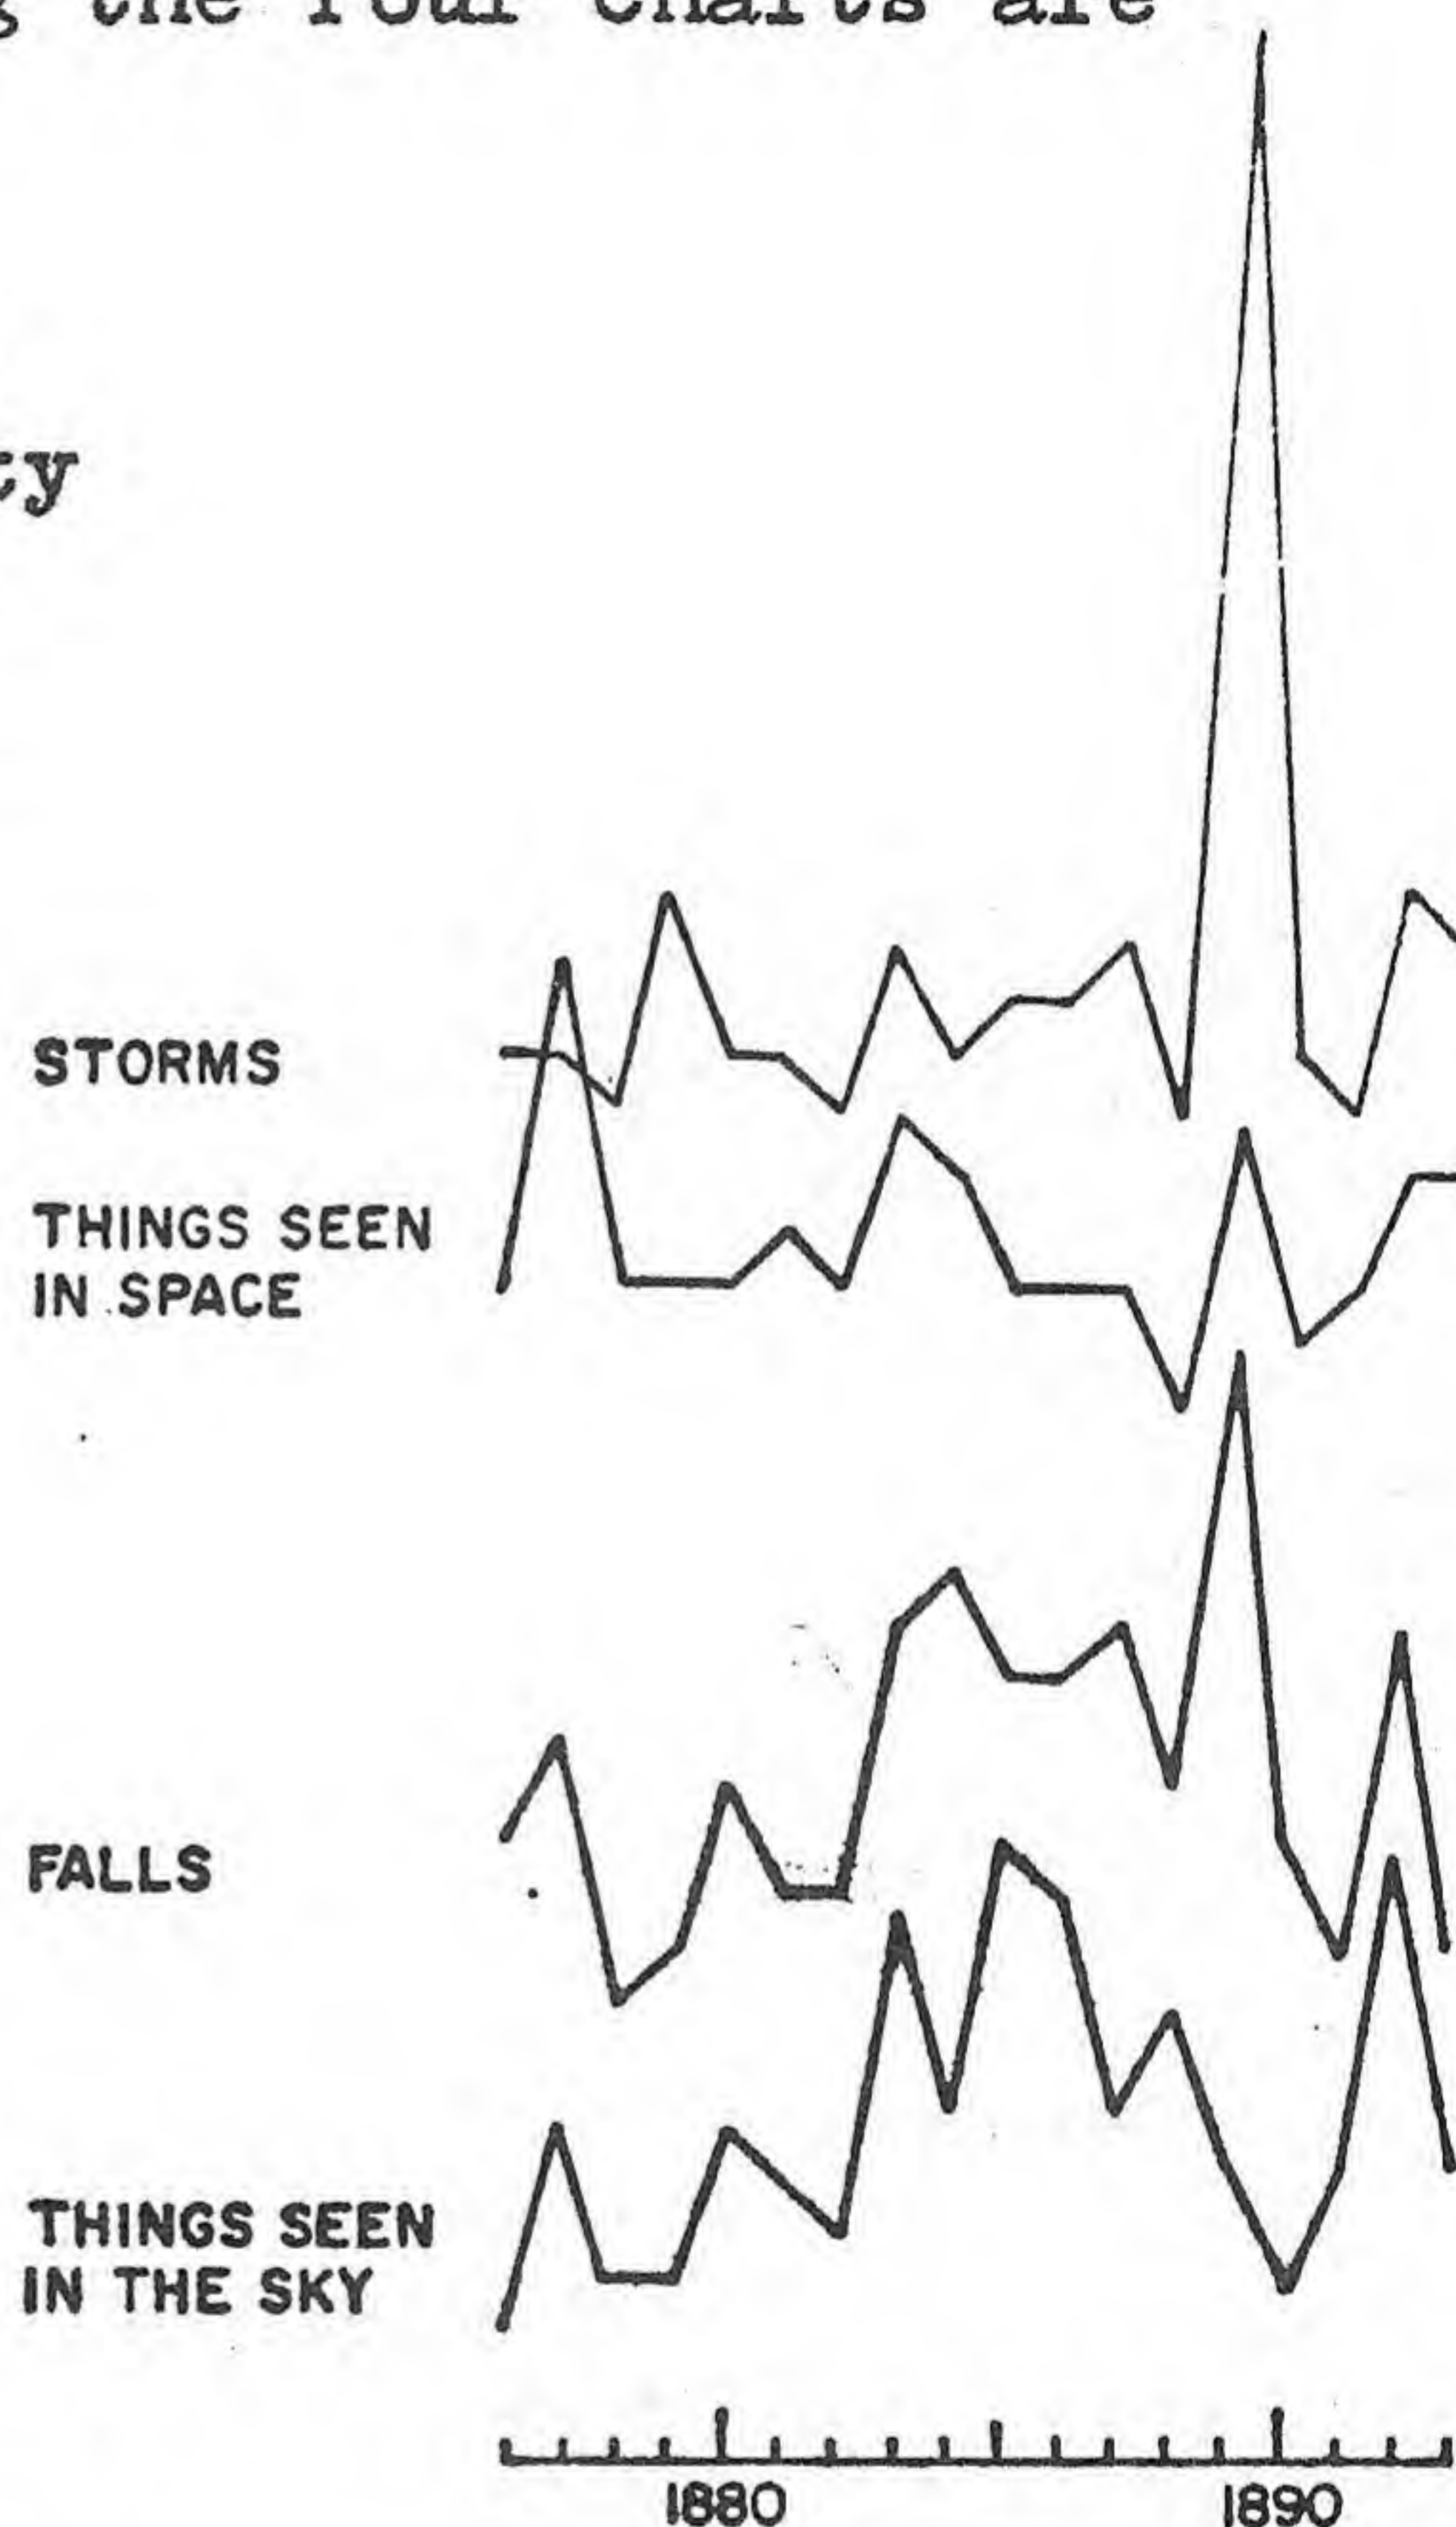 the four charts are
STORMS
THINGS SEEN
IN SPACE
FALLS
THINGS SEEN
IN THE SKY
1880
1890